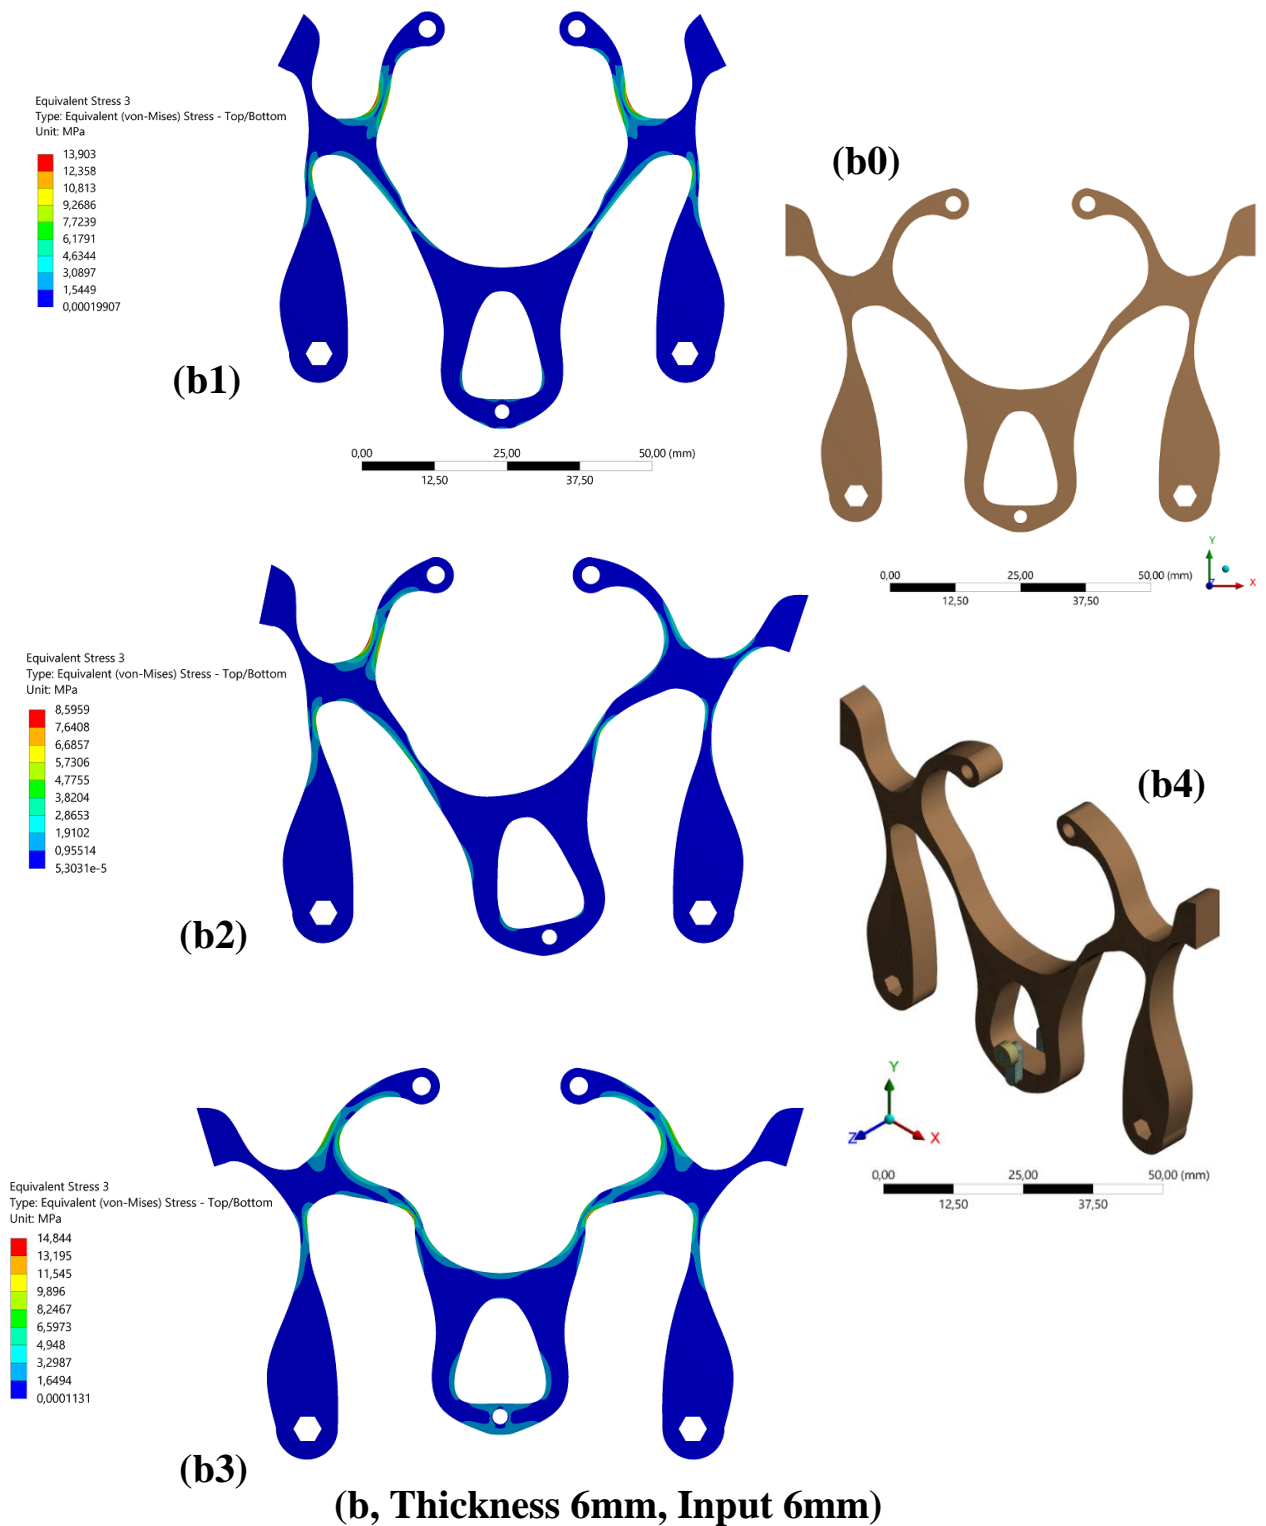 Equivalent Stress 3
Type: Equivalent (von-Mises) Stress - Top/Bottom
Unit: MPa
13,903
12,358
10,813
9,2686
7,7239
6,1791
4,6344
3,0897
1,5449
0,00019907
(b1)
0,00 25,00 50,00 (mm)
12,50 37,50
(b0)
0,00 25,00 50,00 (mm)
12,50 37,50
Y
Z X
Equivalent Stress 3
Type: Equivalent (von-Mises) Stress - Top/Bottom
Unit: MPa
8,5959
7,6408
6,6857
5,7306
4,7755
3,8204
2,8653
1,9102
0,95514
5,3031e-5
(b2)
(b4)
Y
Z X
0,00 25,00 50,00 (mm)
12,50 37,50
Equivalent Stress 3
Type: Equivalent (von-Mises) Stress - Top/Bottom
Unit: MPa
14,844
13,195
11,545
9,896
8,2467
6,5973
4,948
3,2987
1,6494
0,0001131
(b3)
(b, Thickness 6mm, Input 6mm)